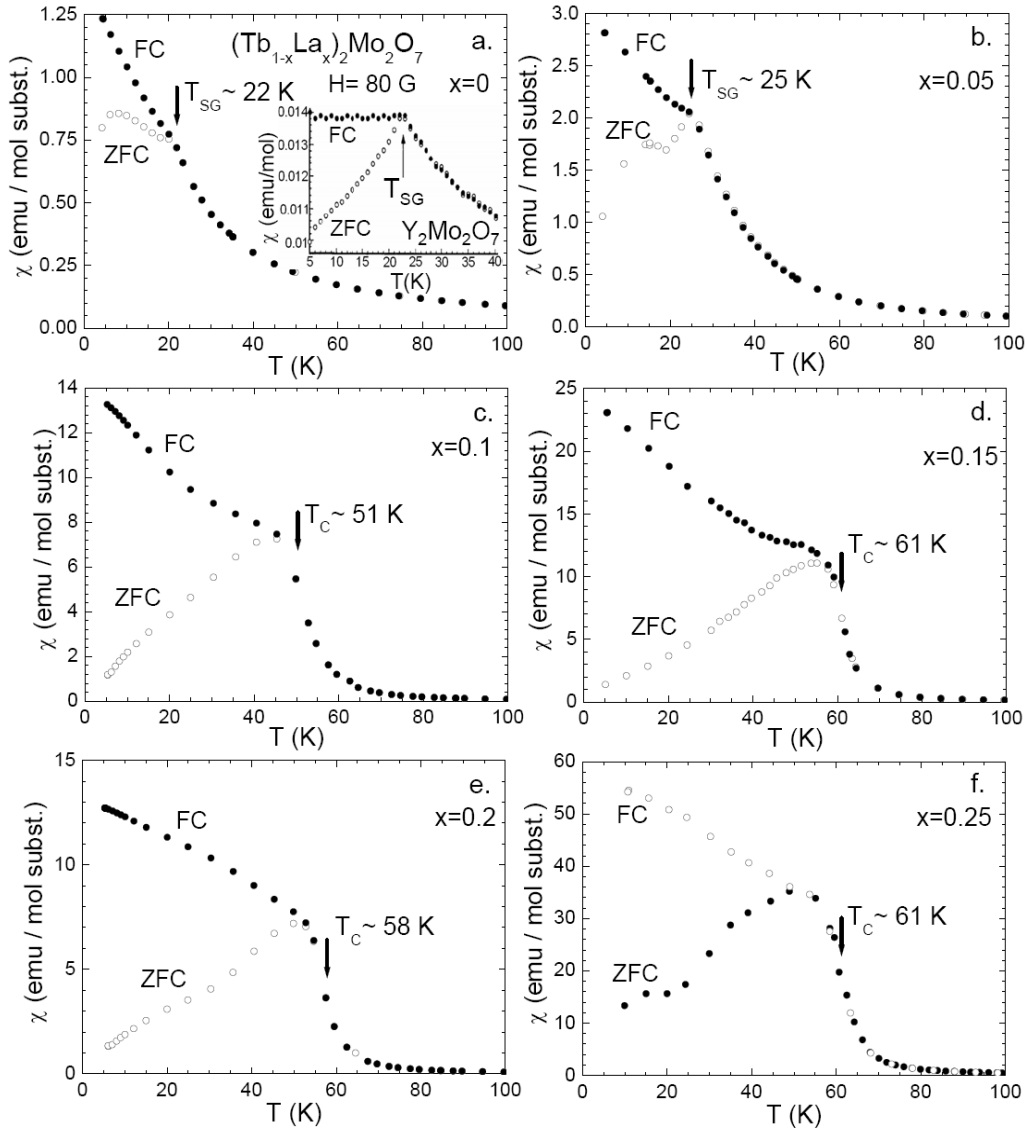 (Tb1-xLax)2Mo2O7
a.
H= 80 G
x=0
FC
TSG~ 22 K
ZFC
χ (emu / mol subst.)
1.25
1.00
0.75
0.50
0.25
0.00
0 20 40 60 80 100
T (K)
χ (emu/mol)
0.014
0.013
0.011
0.01
FC
TSG
ZFC
Y2Mo2O7
5 10 15 20 25 30 35 40
T(K)
b.
x=0.05
FC
TSG~ 25 K
ZFC
χ (emu / mol subst.)
3.0
2.5
2.0
1.5
1.0
0.5
0.0
0 20 40 60 80 100
T (K)
c.
x=0.1
FC
TC~ 51 K
ZFC
χ (emu / mol subst.)
14
12
10
8
6
4
2
0
0 20 40 60 80 100
T (K)
d.
x=0.15
FC
TC~ 61 K
ZFC
χ (emu / mol subst.)
25
20
15
10
5
0
0 20 40 60 80 100
T (K)
e.
x=0.2
FC
TC~ 58 K
ZFC
χ (emu / mol subst.)
15
10
5
0
0 20 40 60 80 100
T (K)
f.
x=0.25
FC
TC~ 61 K
ZFC
χ (emu / mol subst.)
60
50
40
30
20
10
0
0 20 40 60 80 100
T (K)